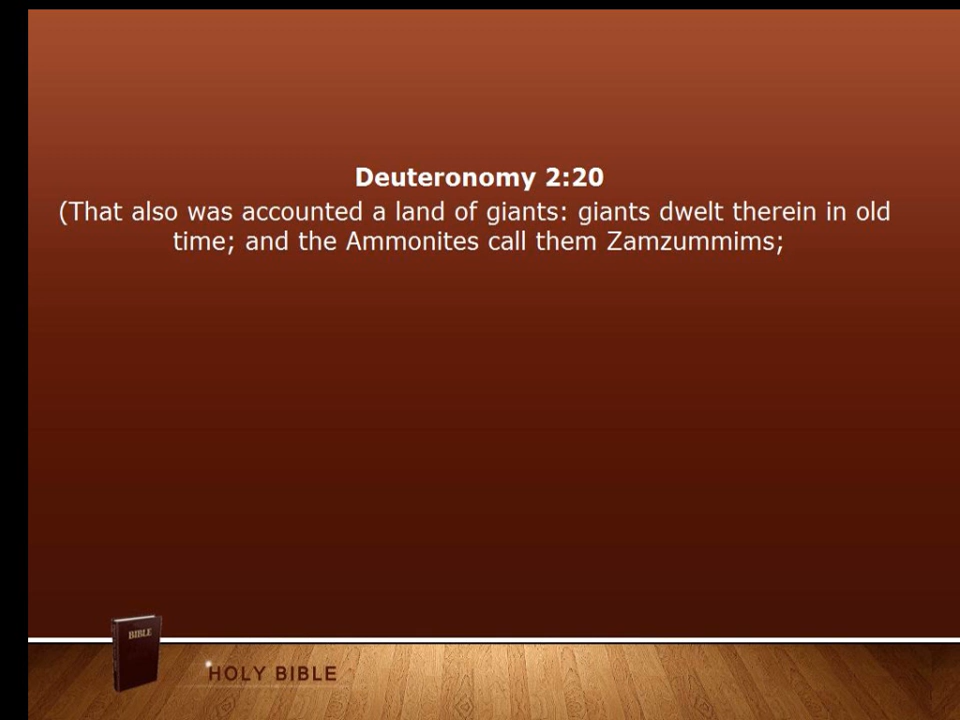 Deuteronomy 2:20
(That also was accounted a land of giants: giants dwelt therein in old
time; and the Ammonites call them Zamzummims;
BIBLE
HOLY BIBLE